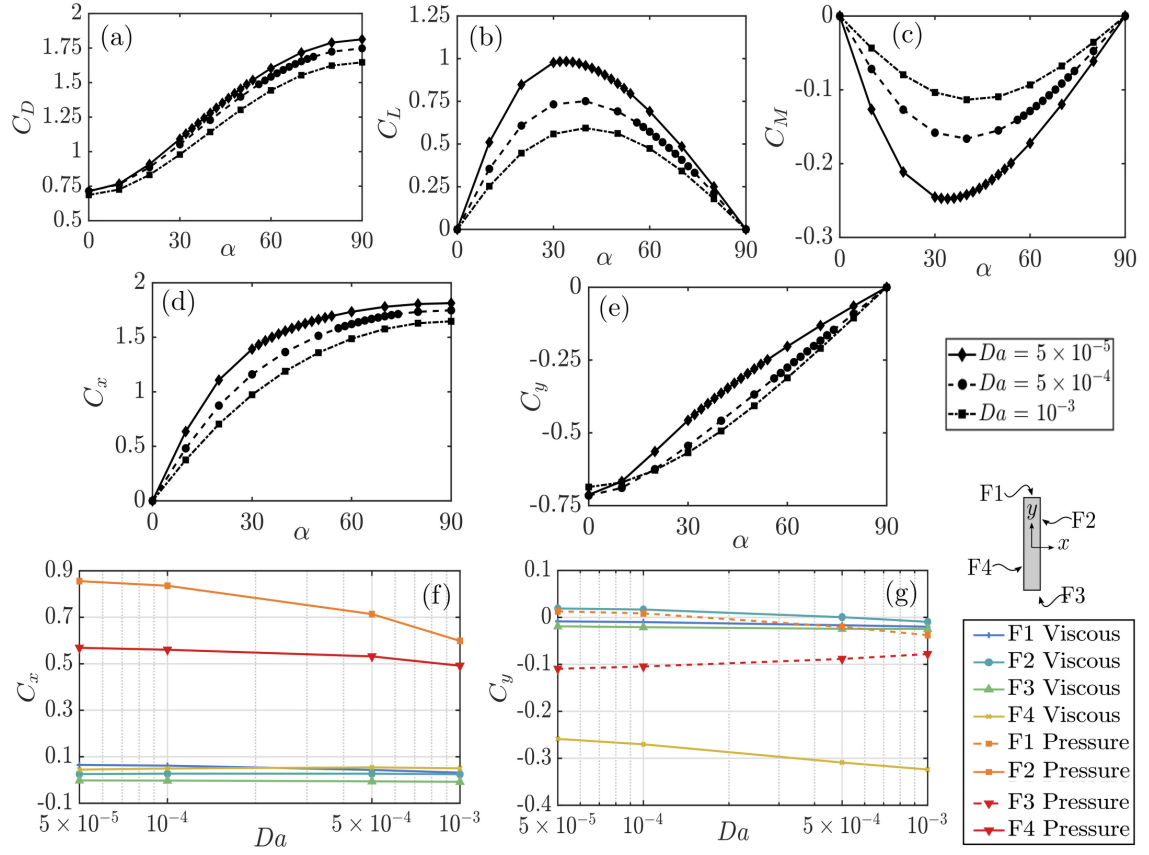 (a)
C_D
2
1.75
1.5
1.25
1
0.75
0.5
0 30 60 90
α
(b)
C_L
1.25
1
0.75
0.5
0.25
0
0 30 60 90
α
(c)
C_M
0
-0.1
-0.2
-0.3
0 30 60 90
α
(d)
C_x
2
1.5
1
0.5
0
0 30 60 90
α
(e)
C_y
0
-0.25
-0.5
-0.75
0 30 60 90
α
Da = 5 × 10⁻⁵
Da = 5 × 10⁻⁴
Da = 10⁻³
F1
y
F2
x
F4
F3
(f)
C_x
0.9
0.7
0.5
0.3
0.1
-0.1
5 × 10⁻⁵ 10⁻⁴ 5 × 10⁻⁴ 10⁻³
Da
(g)
C_y
0.1
0
-0.1
-0.2
-0.3
-0.4
5 × 10⁻⁵ 10⁻⁴ 5 × 10⁻⁴ 10⁻³
Da
F1 Viscous
F2 Viscous
F3 Viscous
F4 Viscous
F1 Pressure
F2 Pressure
F3 Pressure
F4 Pressure